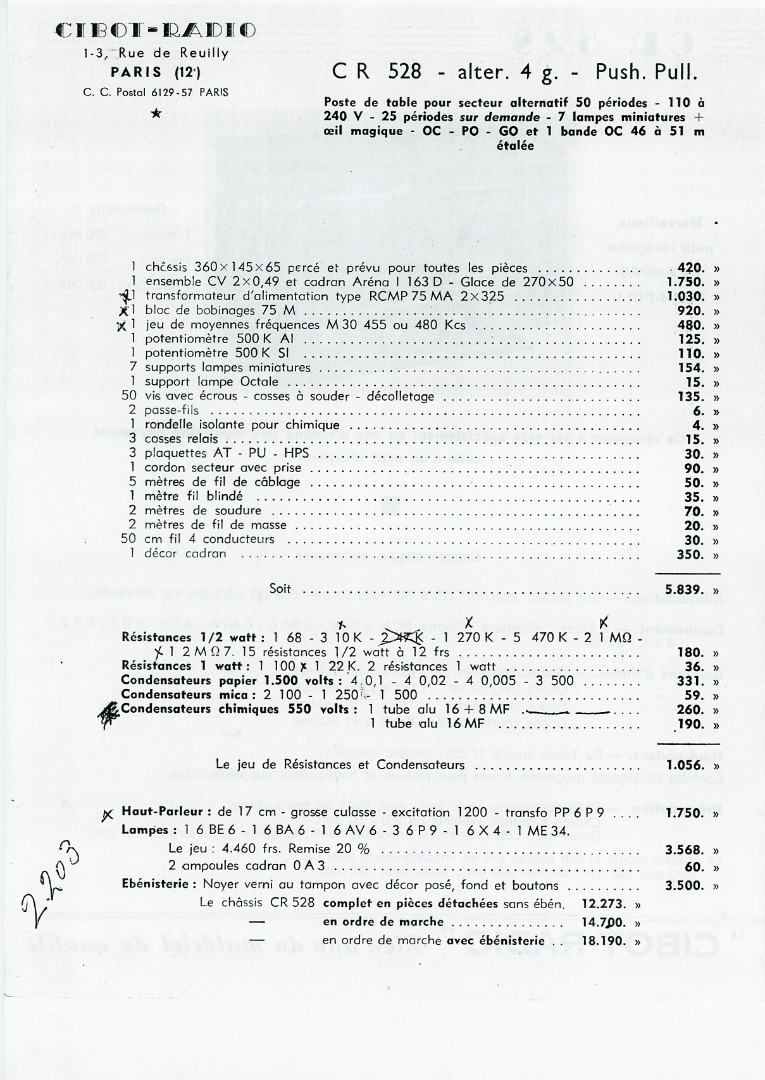 CIBOT-RADIO
1-3, Rue de Reuilly
PARIS (12e)
C. C. Postal 6129-57 PARIS
★
CR 528 - alter. 4 g. - Push. Pull.
Poste de table pour secteur alternatif 50 périodes - 110 à
240 V - 25 périodes sur demande - 7 lampes miniatures +
œil magique - OC - PO - GO et 1 bande OC 46 à 51 m
étalée
1 châssis 360×145×65 percé et prévu pour toutes les pièces ............ 420. »
1 ensemble CV 2×0,49 et cadran Aréna I 163 D - Glace de 270×50 ........ 1.750. »
1 transformateur d'alimentation type RCMP 75 MA 2×325 ............ 1.030. »
x 1 bloc de bobinages 75 M ............ 920. »
x 1 jeu de moyennes fréquences M 30 455 ou 480 Kcs ............ 480. »
1 potentiomètre 500 K AI ............ 125. »
1 potentiomètre 500 K SI ............ 110. »
7 supports lampes miniatures ............ 154. »
1 support lampe Octale ............ 15. »
50 vis avec écrous - cosses à souder - décolletage ............ 135. »
2 passe-fils ............ 6. »
1 rondelle isolante pour chimique ............ 4. »
3 cosses relais ............ 15. »
3 plaquettes AT - PU - HPS ............ 30. »
1 cordon secteur avec prise ............ 90. »
5 mètres de fil de câblage ............ 50. »
1 mètre fil blindé ............ 35. »
2 mètres de soudure ............ 70. »
2 mètres de fil de masse ............ 20. »
50 cm fil 4 conducteurs ............ 30. »
1 décor cadran ............ 350. »
Soit ............ 5.839. »
Résistances 1/2 watt : 1 68 - 3 10 K - 2 47 K - 1 270 K - 5 470 K - 2 1 MΩ -
x 1 2 MΩ 7. 15 résistances 1/2 watt à 12 frs ............ 180. »
Résistances 1 watt : 1 100 x 1 22 K. 2 résistances 1 watt ............ 36. »
Condensateurs papier 1.500 volts : 4 0,1 - 4 0,02 - 4 0,005 - 3 500 ............ 331. »
Condensateurs mica : 2 100 - 1 250 - 1 500 ............ 59. »
Condensateurs chimiques 550 volts : 1 tube alu 16 + 8 MF ............ 260. »
1 tube alu 16 MF ............ 190. »
Le jeu de Résistances et Condensateurs ............ 1.056. »
x Haut-Parleur : de 17 cm - grosse culasse - excitation 1200 - transfo PP 6 P 9 .... 1.750. »
Lampes : 1 6 BE 6 - 1 6 BA 6 - 1 6 AV 6 - 3 6 P 9 - 1 6 X 4 - 1 ME 34.
Le jeu : 4.460 frs. Remise 20 % ............ 3.568. »
2 ampoules cadran 0 A 3 ............ 60. »
Ebénisterie : Noyer verni au tampon avec décor posé, fond et boutons .......... 3.500. »
Le châssis CR 528 complet en pièces détachées sans ébén. 12.273. »
— en ordre de marche ............ 14.700. »
— en ordre de marche avec ébénisterie .. 18.190. »
2.203